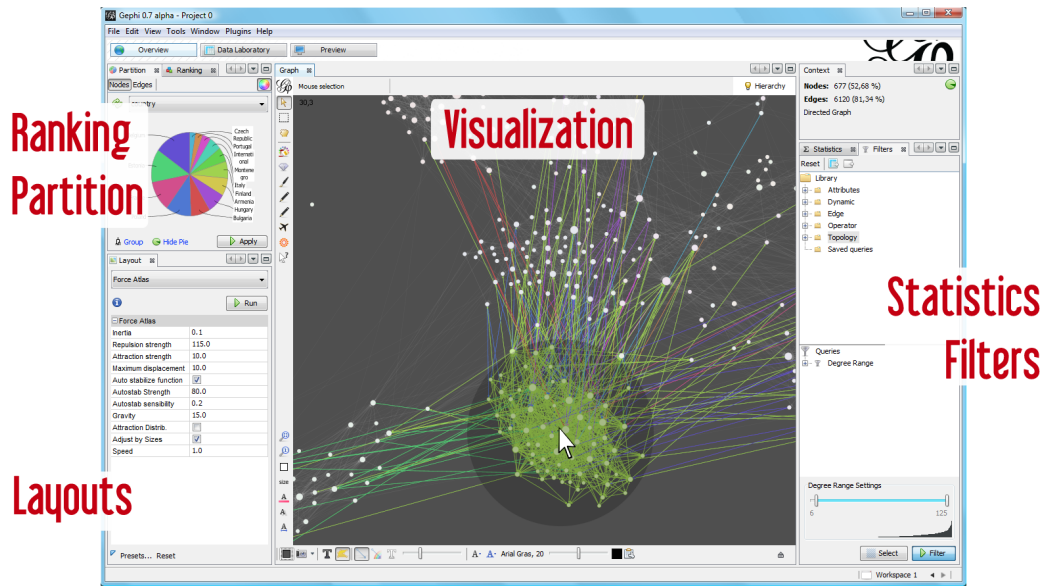 Gephi 0.7 alpha - Project 0
File Edit View Tools Window Plugins Help
Overview
Data Laboratory
Preview
Partition
Ranking
Nodes Edges
country
Czech
Republic
Portugal
Internati
onal
Montene
gro
Italy
Finland
Armenia
Hungary
Bulgaria
Group
Hide Pie
Apply
Ranking
Partition
Layout
Force Atlas
Run
Force Atlas
Inertia 0.1
Repulsion strength 115.0
Attraction strength 10.0
Maximum displacement 10.0
Auto stabilize function
Autostab Strength 80.0
Autostab sensibility 0.2
Gravity 15.0
Attraction Distrib.
Adjust by Sizes
Speed 1.0
Layouts
Presets... Reset
Graph
Mouse selection
Hierarchy
30,3
Visualization
SIZE
A
A
A
T
T
A- A- Arial Gras, 20
Context
Nodes: 677 (52,68 %)
Edges: 6120 (81,34 %)
Directed Graph
Σ Statistics
Filters
Reset
Library
Attributes
Dynamic
Edge
Operator
Topology
Saved queries
Statistics
Filters
Queries
Degree Range
Degree Range Settings
6 125
Select
Filter
Workspace 1